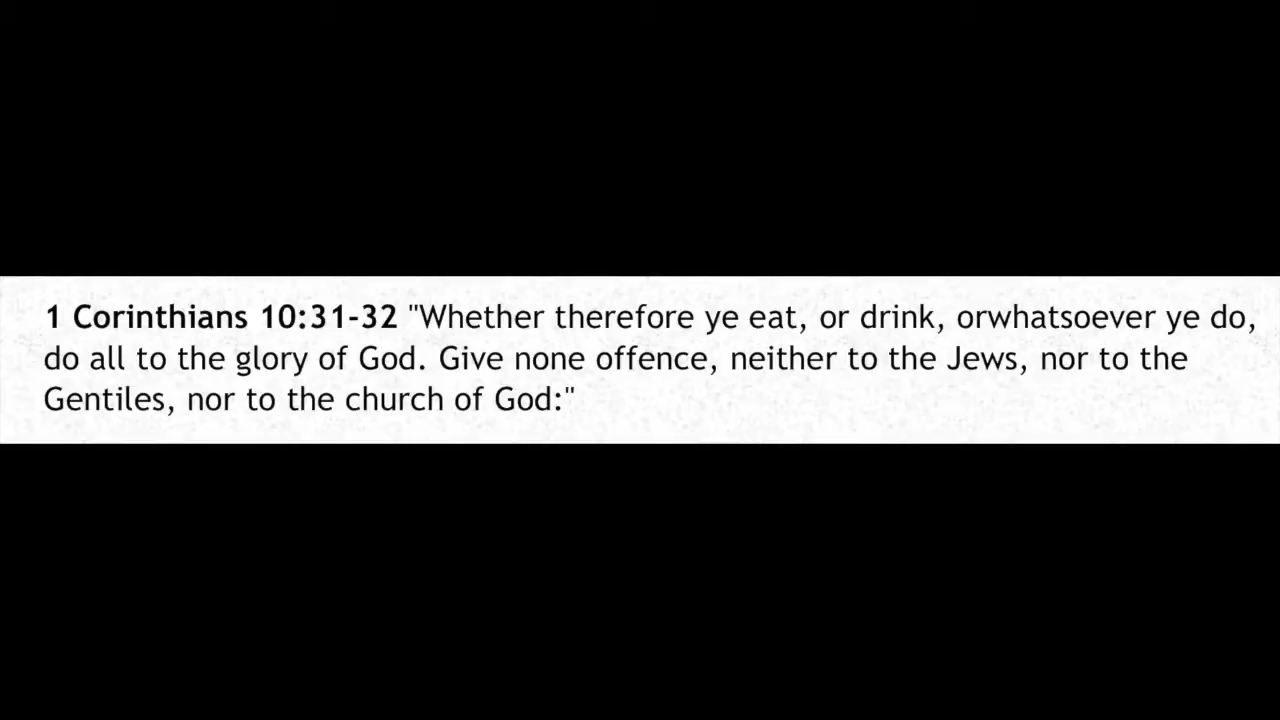 1 Corinthians 10:31-32 "Whether therefore ye eat, or drink, orwhatsoever ye do,
do all to the glory of God. Give none offence, neither to the Jews, nor to the
Gentiles, nor to the church of God:"